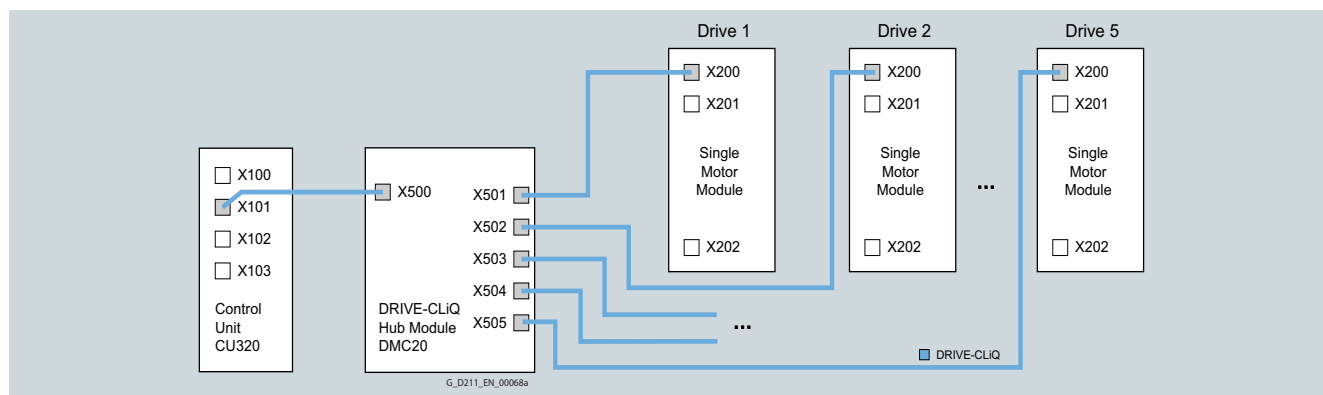 Drive 1
Drive 2
Drive 5
X200
X201
Single
Motor
Module
X202
X200
X201
Single
Motor
Module
X202
...
X200
X201
Single
Motor
Module
X202
X100
X101
X102
X103
Control
Unit
CU320
X500
X501
X502
X503
X504
X505
DRIVE-CLiQ
Hub Module
DMC20
...
DRIVE-CLiQ
G_D211_EN_00068a